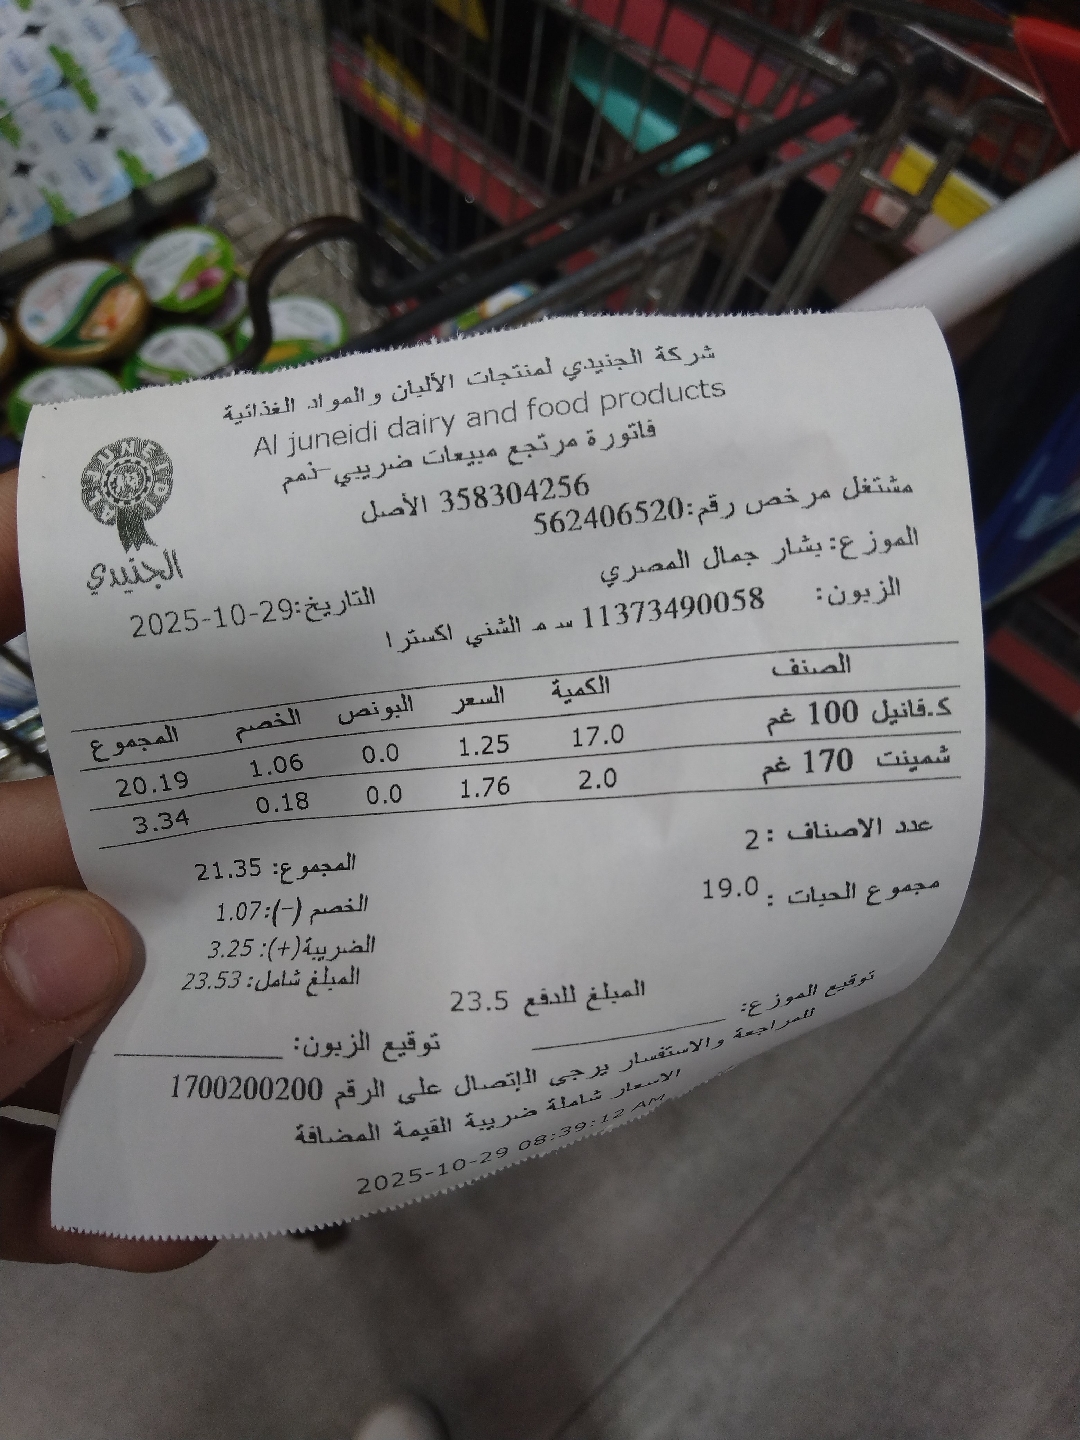 شركة الجنيدي لمنتجات الألبان والمواد الغذائية
Al juneidi dairy and food products
فاتورة مرتجع مبيعات ضريبي-ذمم
358304256 الأصل
مشتغل مرخص رقم:562406520
الموزع: بشار جمال المصري
الجنيدي
التاريخ:2025-10-29
الزبون: 11373490058 س م الشني اكسترا
الصنف الكمية السعر البونص الخصم المجموع
ك.فانيل 100 غم 17.0 1.25 0.0 1.06 20.19
شمينت 170 غم 2.0 1.76 0.0 0.18 3.34
عدد الاصناف : 2
المجموع: 21.35
مجموع الحبات : 19.0
الخصم (-): 1.07
الضريبة(+): 3.25
المبلغ شامل: 23.53
المبلغ للدفع 23.5
توقيع الموزع:
توقيع الزبون:
للمراجعة والاستفسار يرجى الإتصال على الرقم 1700200200
الاسعار شاملة ضريبة القيمة المضافة
2025-10-29 08:39:12 AM